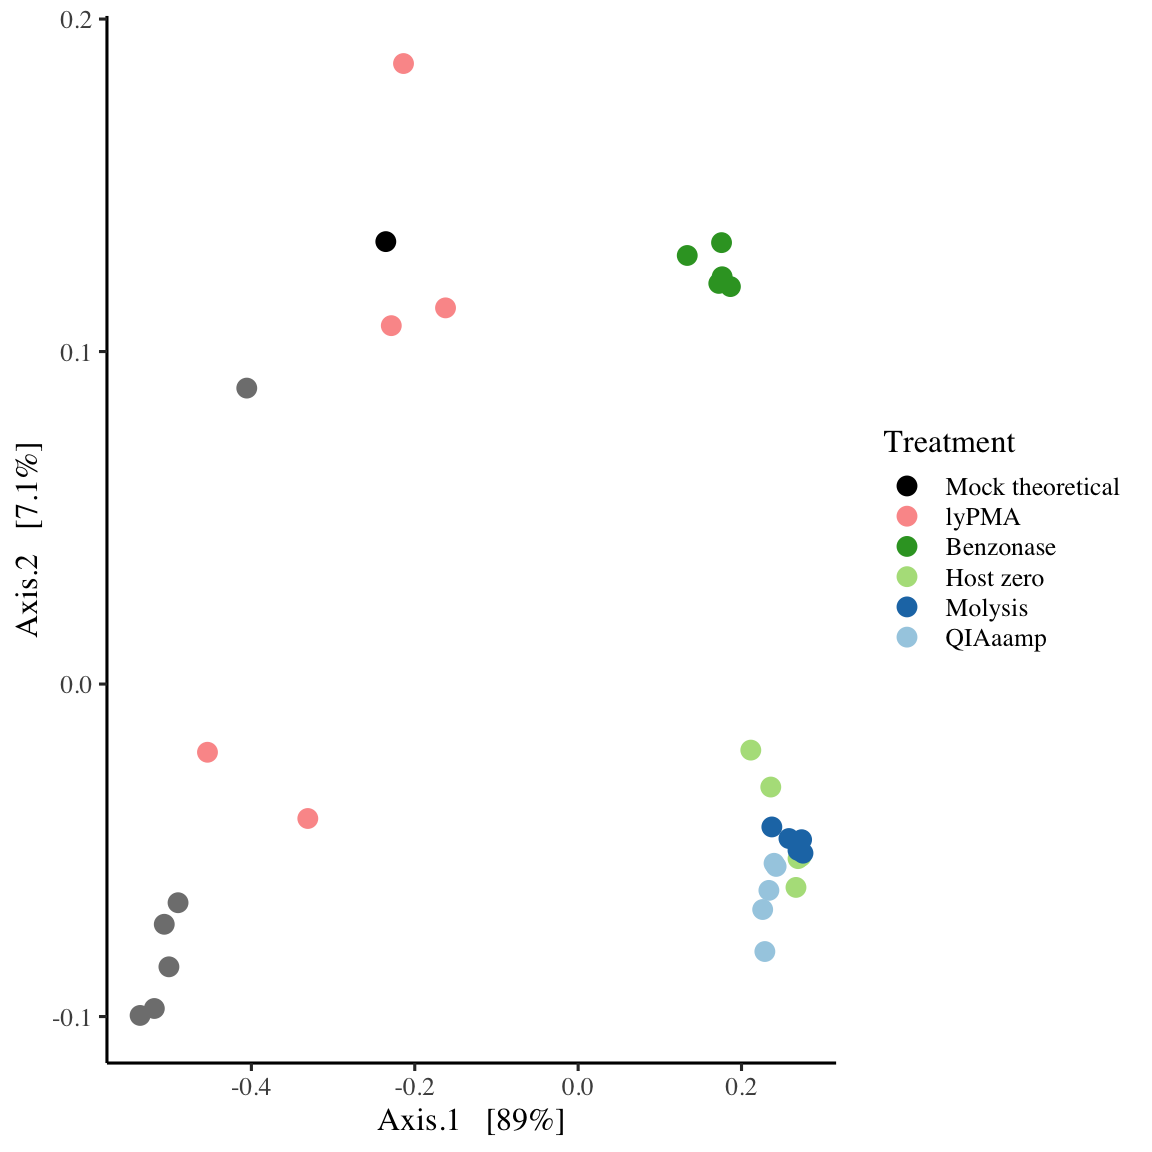 0.2
0.1
0.0
-0.1
Axis.2 [7.1%]
-0.4 -0.2 0.0 0.2
Axis.1 [89%]
Treatment
Mock theoretical
lyPMA
Benzonase
Host zero
Molysis
QIAaamp